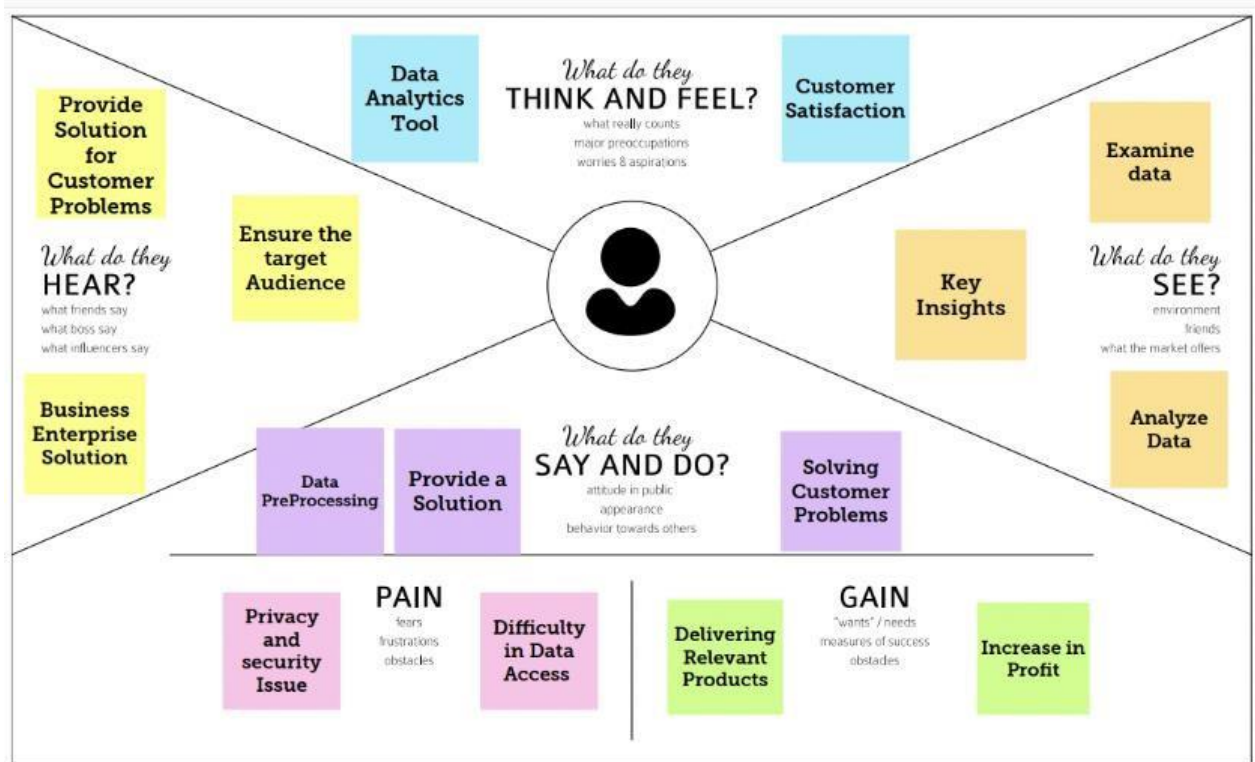 Data
Analytics
Tool
What do they
THINK AND FEEL?
what really counts
major preoccupations
worries & aspirations
Customer
Satisfaction
Provide
Solution
for
Customer
Problems
Ensure the
target
Audience
What do they
HEAR?
what friends say
what boss say
what influencers say
Business
Enterprise
Solution
Examine
data
Key
Insights
What do they
SEE?
environment
friends
what the market offers
Analyze
Data
Data
PreProcessing
Provide a
Solution
What do they
SAY AND DO?
attitude in public
appearance
behavior towards others
Solving
Customer
Problems
Privacy
and
security
Issue
PAIN
fears
frustrations
obstacles
Difficulty
in Data
Access
Delivering
Relevant
Products
GAIN
"wants" / needs
measures of success
obstacles
Increase in
Profit